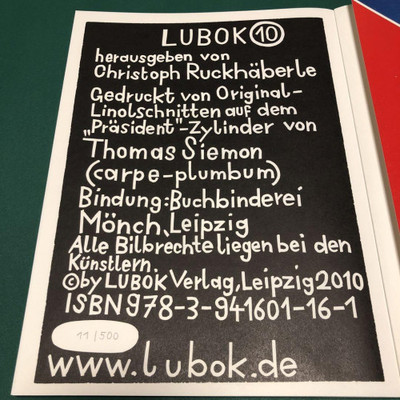 LUBOK ⑩
herausgeben von
Christoph Ruckhäberle
Gedruckt von Original-
Linolschnitten auf dem
„Präsident"-Zylinder von
Thomas Siemon
(carpe-plumbum)
Bindung: Buchbinderei
Mönch, Leipzig
Alle Bilbrechte liegen bei den
Künstlern.
© by LUBOK Verlag, Leipzig 2010
ISBN 978-3-941601-16-1
11/500
www.lubok.de